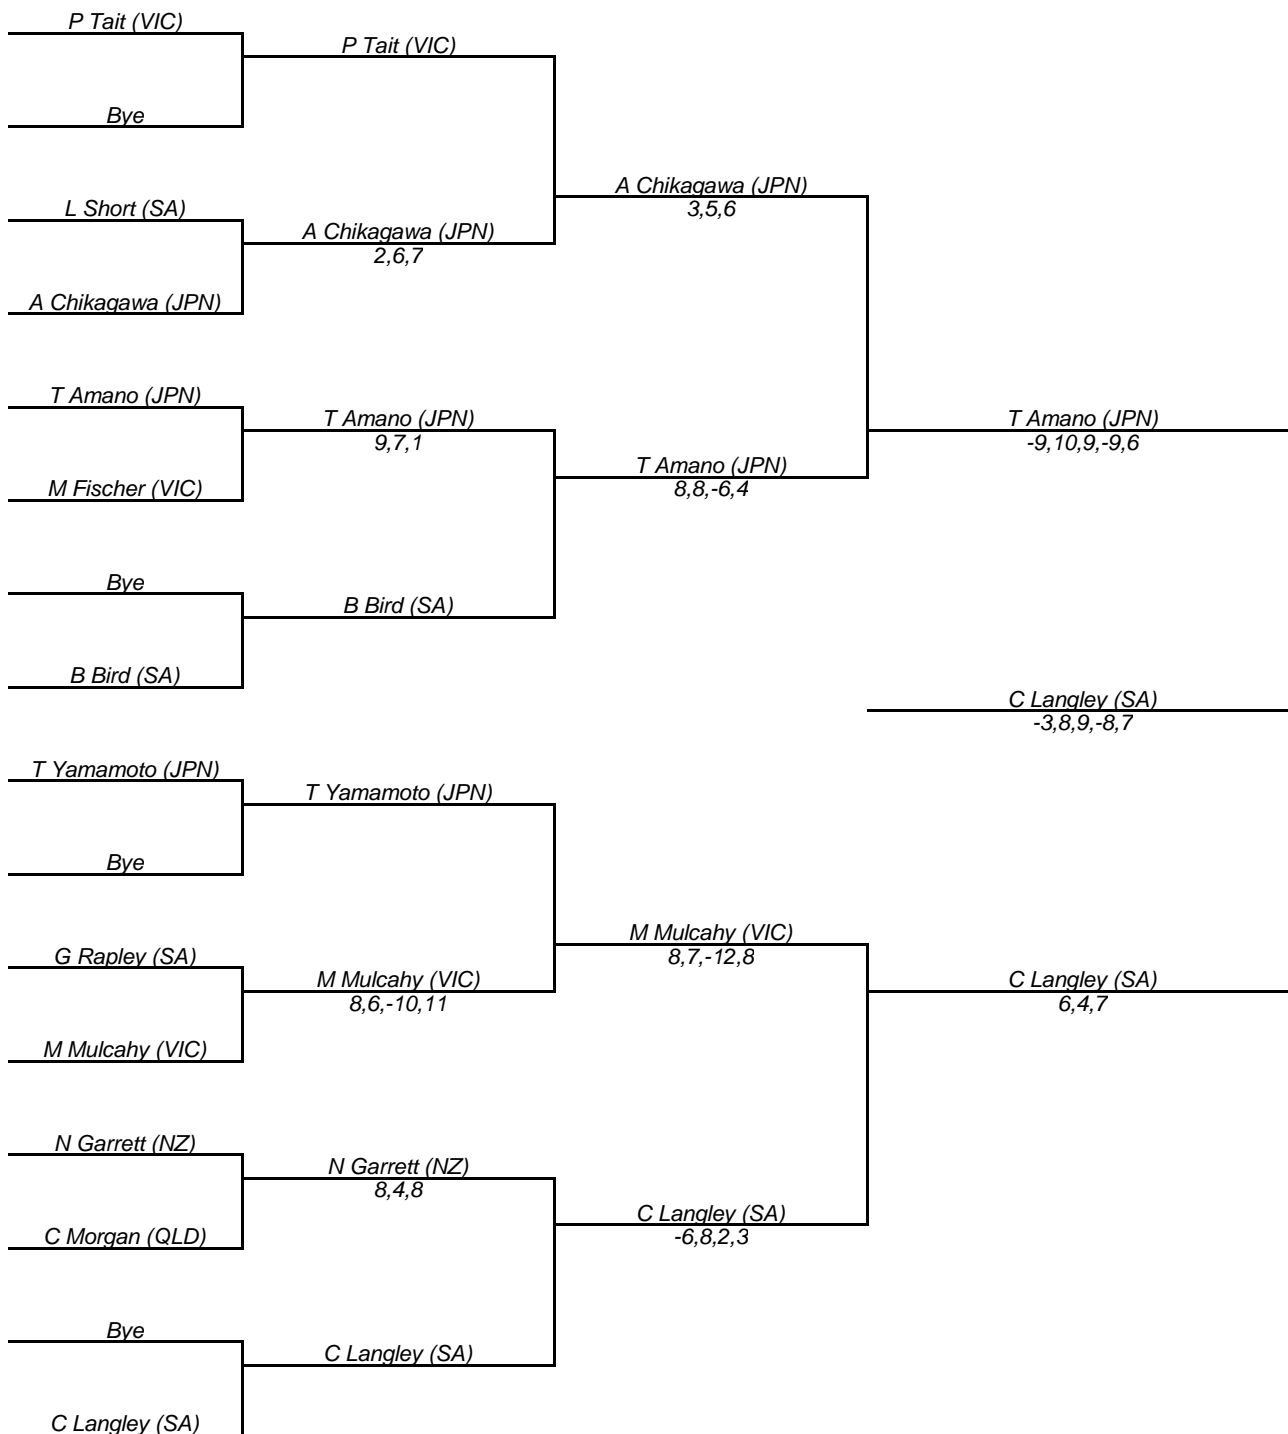 P Tait (VIC)
P Tait (VIC)
Bye
A Chikagawa (JPN)
3,5,6
L Short (SA)
A Chikagawa (JPN)
2,6,7
A Chikagawa (JPN)
T Amano (JPN)
T Amano (JPN)
9,7,1
T Amano (JPN)
-9,10,9,-9,6
T Amano (JPN)
8,8,-6,4
M Fischer (VIC)
Bye
B Bird (SA)
B Bird (SA)
C Langley (SA)
-3,8,9,-8,7
T Yamamoto (JPN)
T Yamamoto (JPN)
Bye
M Mulcahy (VIC)
8,7,-12,8
G Rapley (SA)
M Mulcahy (VIC)
8,6,-10,11
C Langley (SA)
6,4,7
M Mulcahy (VIC)
N Garrett (NZ)
N Garrett (NZ)
8,4,8
C Langley (SA)
-6,8,2,3
C Morgan (QLD)
Bye
C Langley (SA)
C Langley (SA)